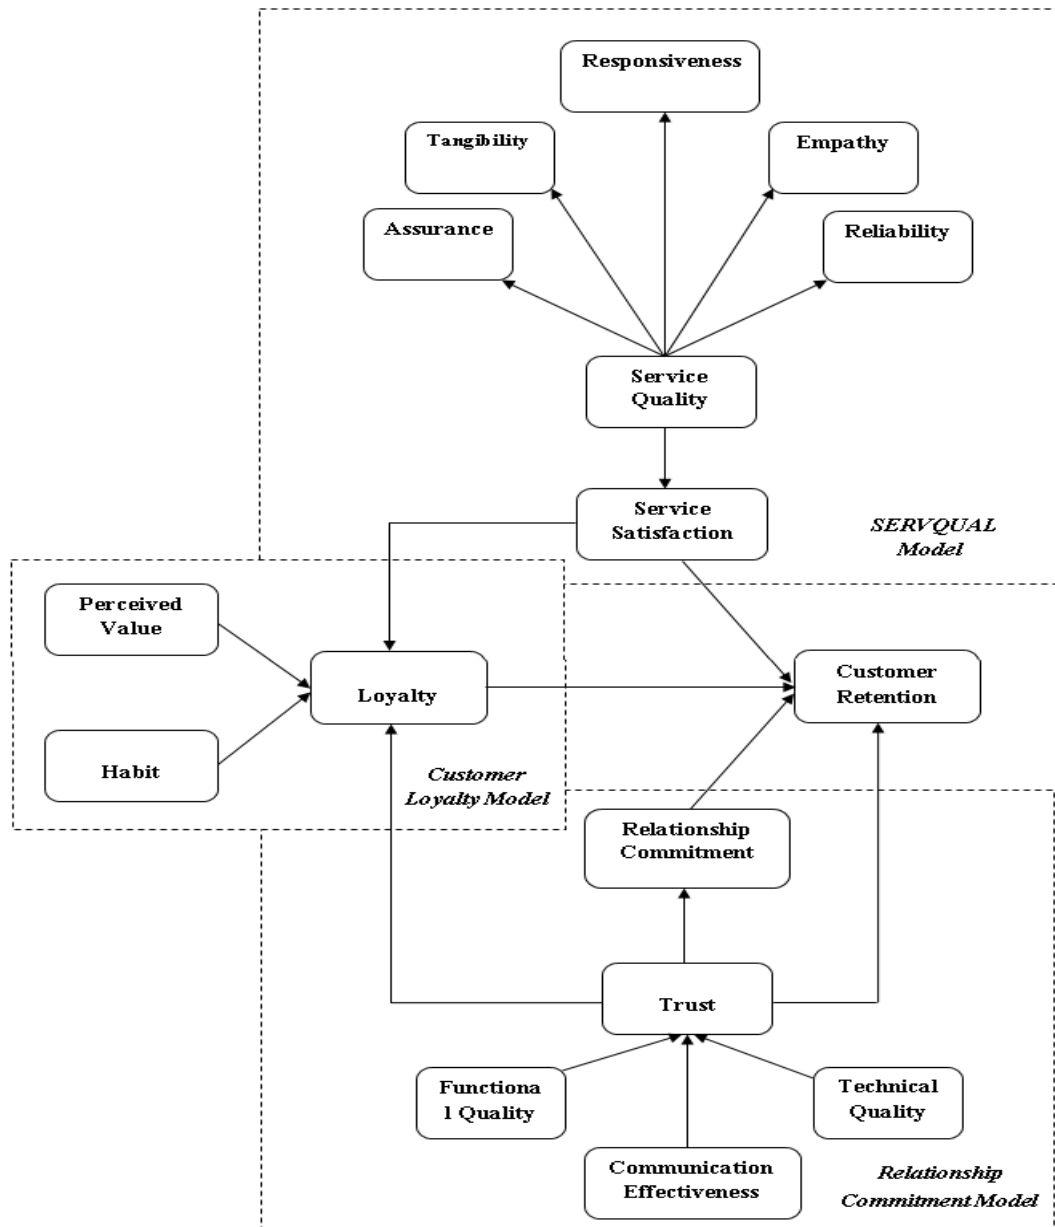 Responsiveness
Tangibility
Empathy
Assurance
Reliability
Service
Quality
Service
Satisfaction
SERVQUAL
Model
Perceived
Value
Loyalty
Customer
Retention
Habit
Customer
Loyalty Model
Relationship
Commitment
Trust
Functiona
l Quality
Technical
Quality
Communication
Effectiveness
Relationship
Commitment Model